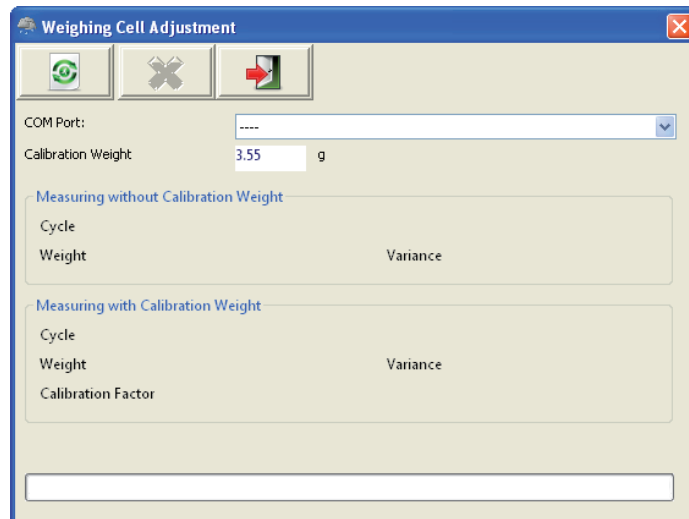 Weighing Cell Adjustment
COM Port: ----
Calibration Weight 3.55 g
Measuring without Calibration Weight
Cycle
Weight Variance
Measuring with Calibration Weight
Cycle
Weight Variance
Calibration Factor